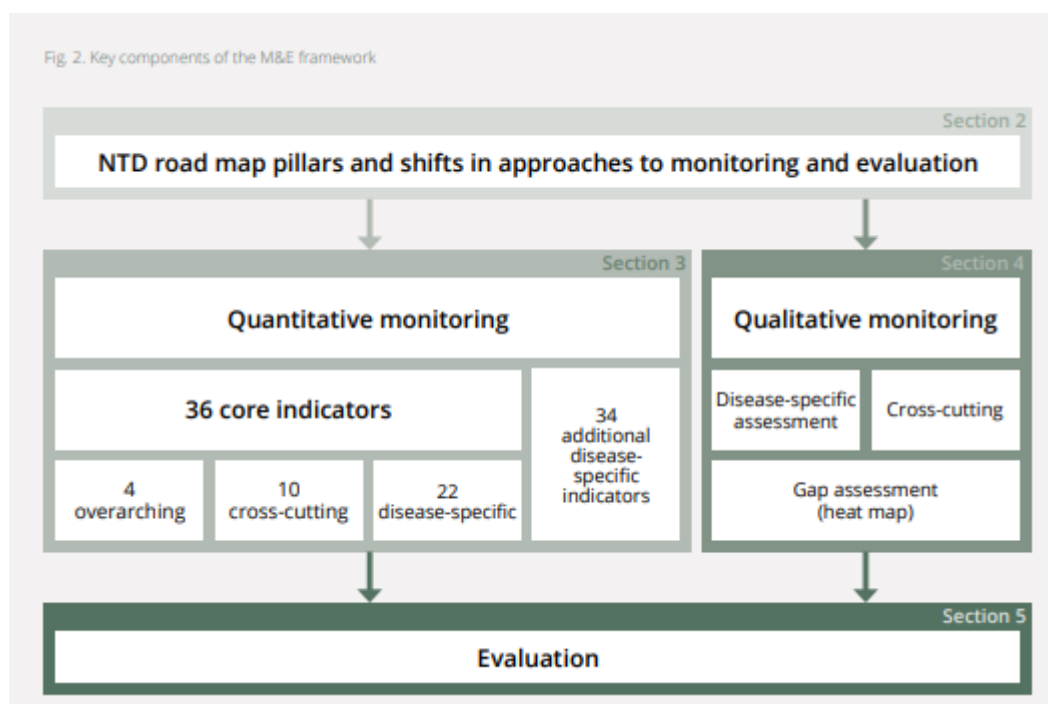 Fig. 2. Key components of the M&E framework
Section 2
NTD road map pillars and shifts in approaches to monitoring and evaluation
Section 3
Quantitative monitoring
36 core indicators
4
overarching
10
cross-cutting
22
disease-specific
34
additional
disease-
specific
indicators
Section 4
Qualitative monitoring
Disease-specific
assessment
Cross-cutting
Gap assessment
(heat map)
Section 5
Evaluation